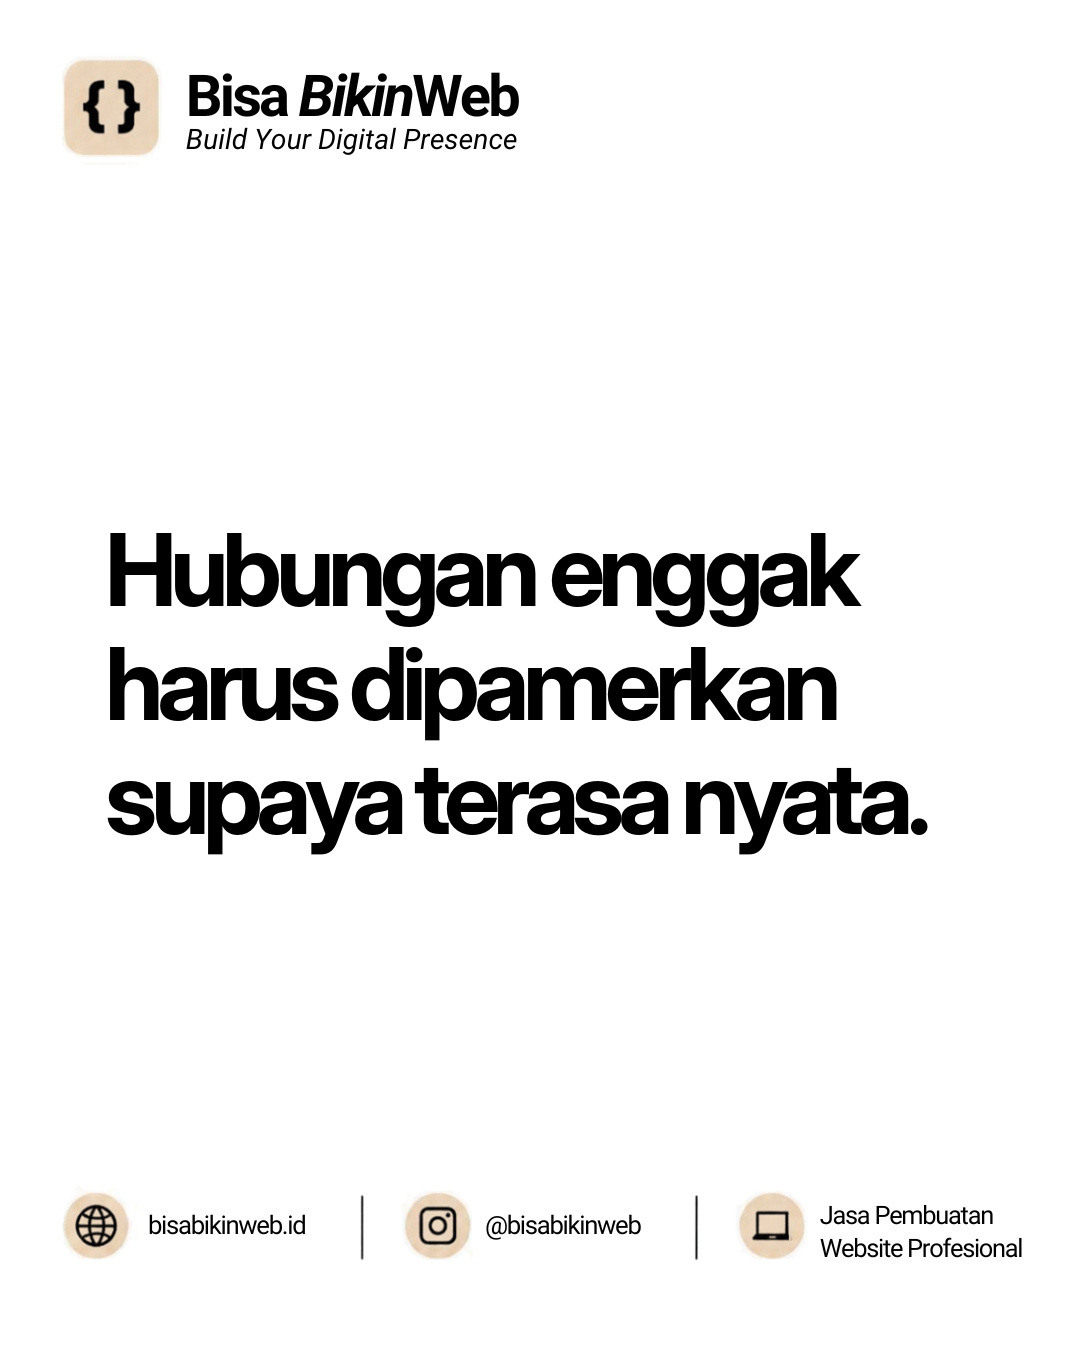 { }
Bisa BikinWeb
Build Your Digital Presence
Hubungan enggak
harus dipamerkan
supaya terasa nyata.
bisabikinweb.id
@bisabikinweb
Jasa Pembuatan
Website Profesional